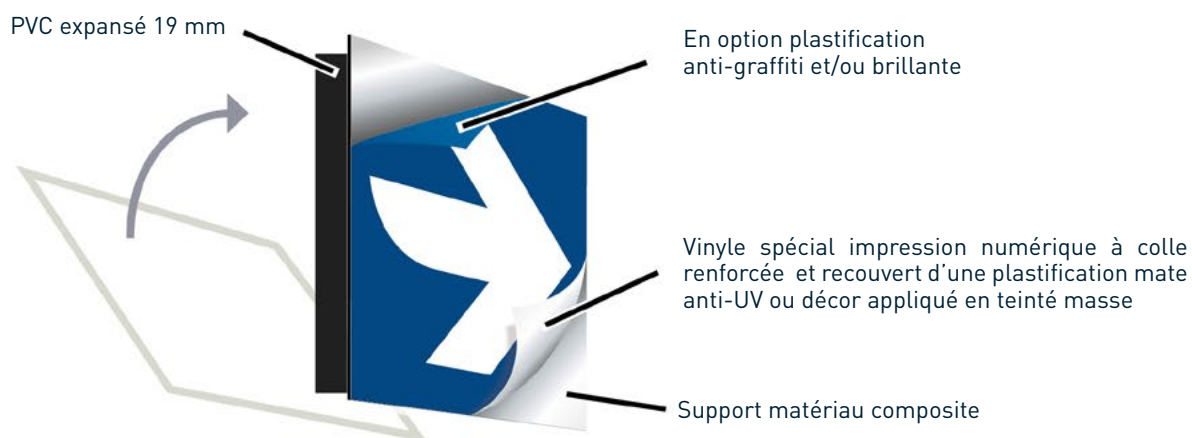 PVC expansé 19 mm
En option plastification
anti-graffiti et/ou brillante
Vinyle spécial impression numérique à colle
renforcée et recouvert d’une plastification mate
anti-UV ou décor appliqué en teinté masse
Support matériau composite